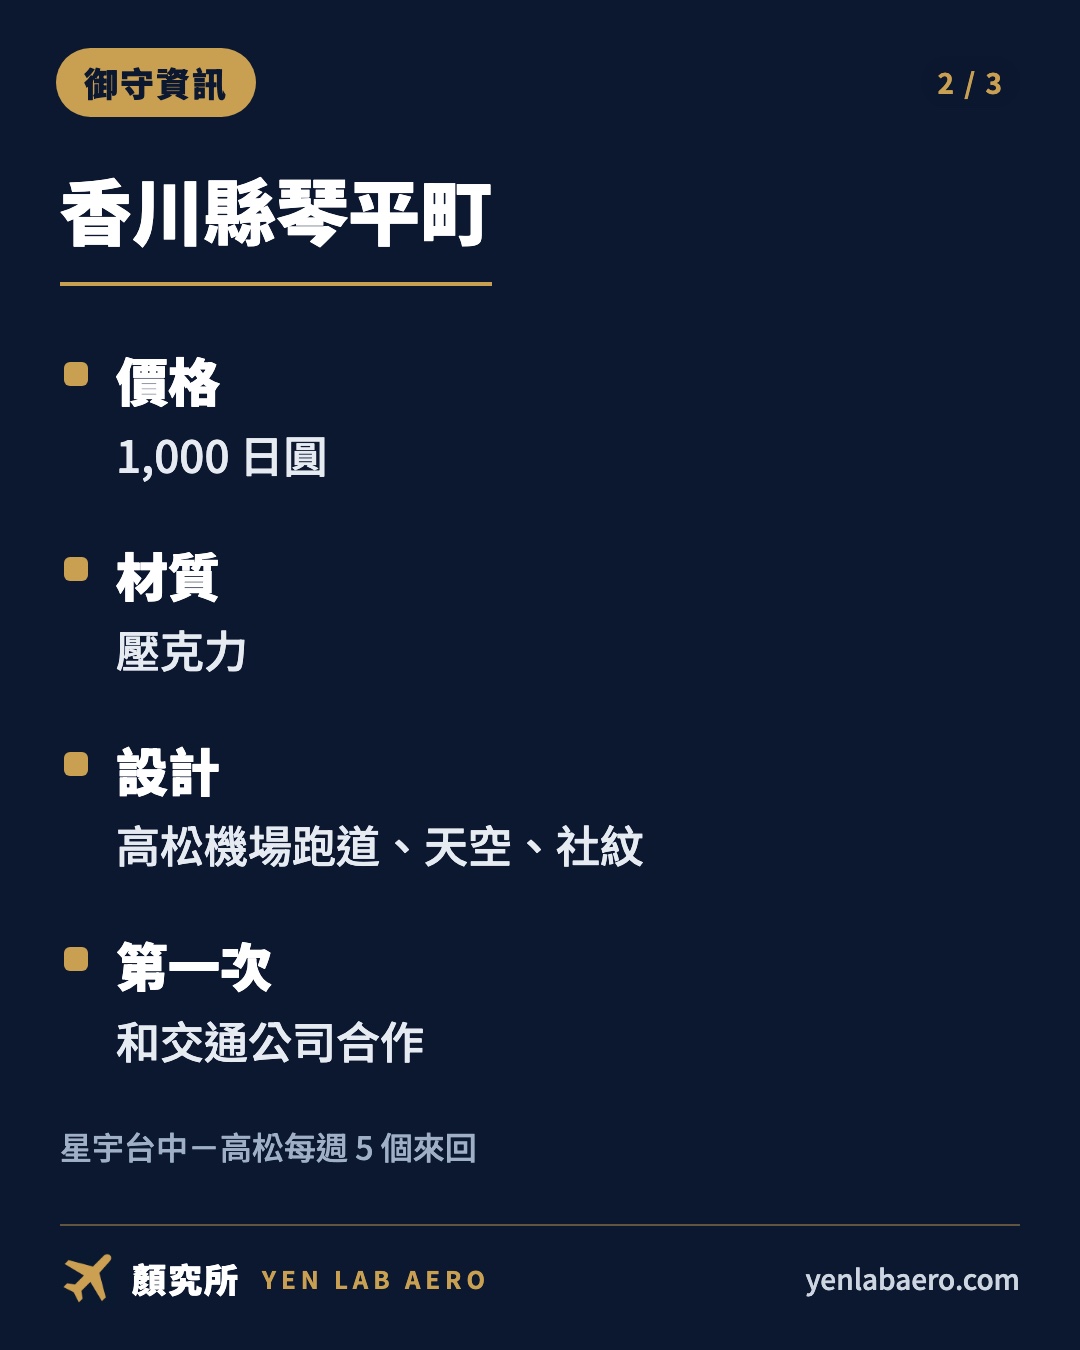 御守資訊
2 / 3
香川縣琴平町
價格
1,000 日圓
材質
壓克力
設計
高松機場跑道、天空、社紋
第一次
和交通公司合作
星宇台中－高松每週 5 個來回
顏究所 YEN LAB AERO
yenlabaero.com